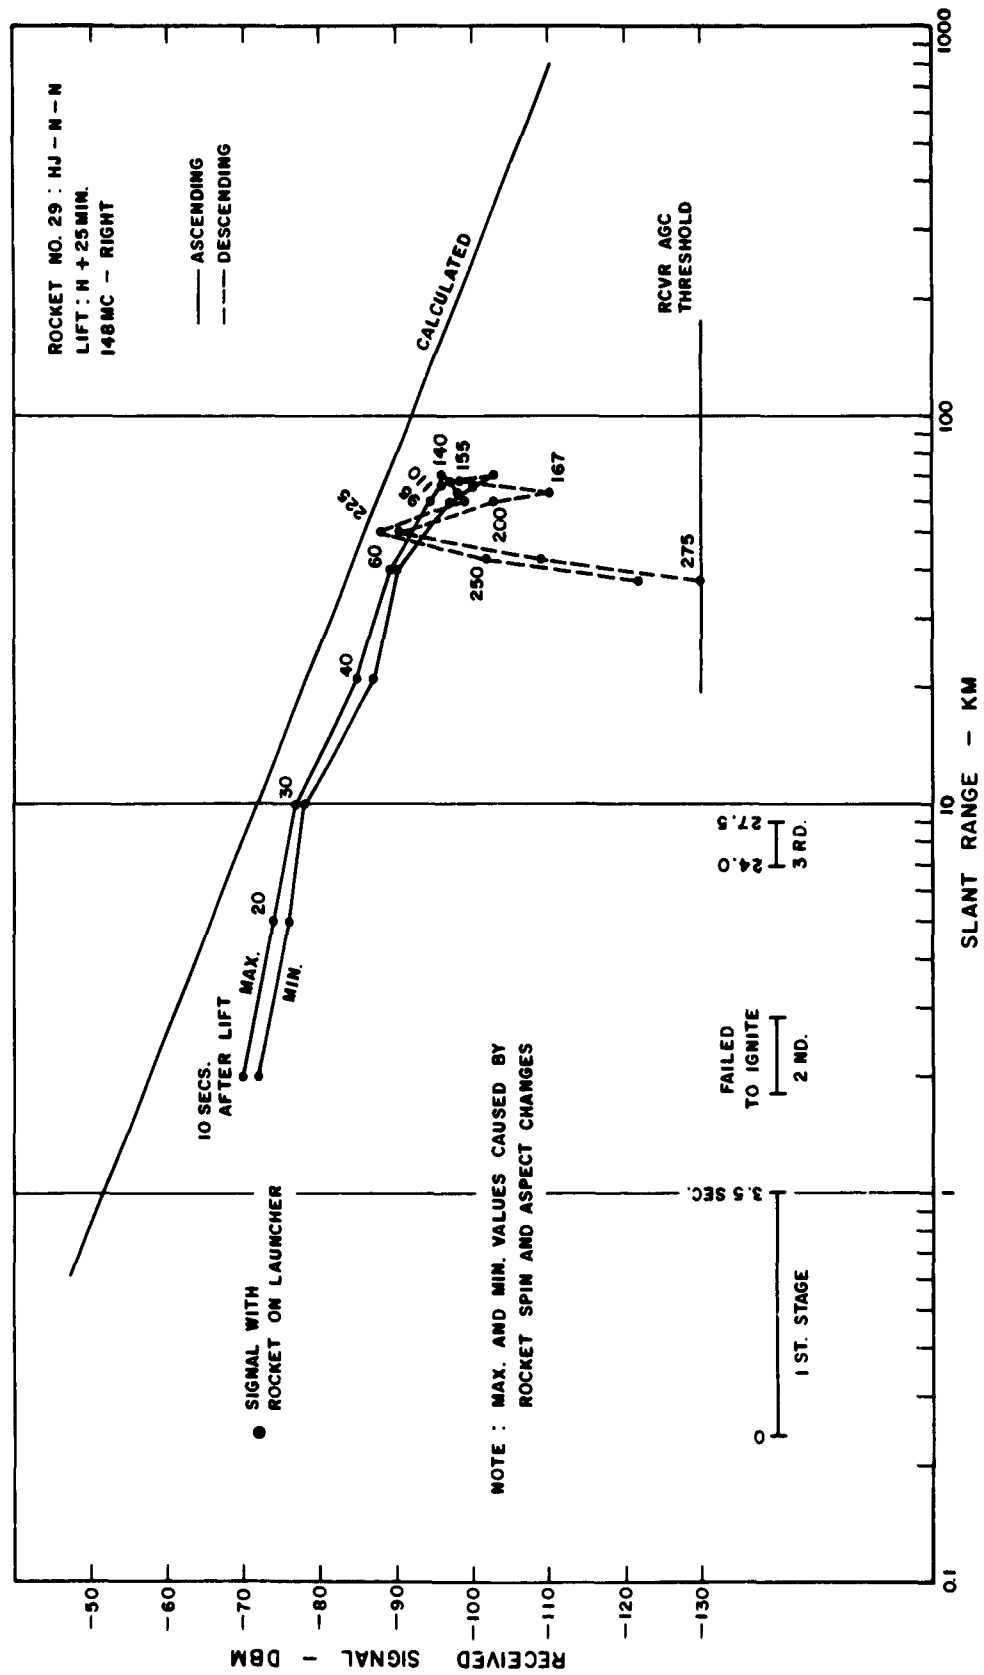 ROCKET NO. 29 : HJ - N - N
LIFT : H + 25 MIN.
148 MC - RIGHT
ASCENDING
DESCENDING
CALCULATED
RCVR AGC
THRESHOLD
10 SECS.
AFTER LIFT
MAX.
MIN.
20
30
40
60
95
110
140
155
167
200
225
250
275
SIGNAL WITH
ROCKET ON LAUNCHER
NOTE : MAX. AND MIN. VALUES CAUSED BY
ROCKET SPIN AND ASPECT CHANGES
0
3.5 SEC.
1 ST. STAGE
FAILED
TO IGNITE
2 ND.
24.0
27.5
3 RD.
-50
-60
-70
-80
-90
-100
-110
-120
-130
RECEIVED SIGNAL - DBM
0.1
1
10
100
1000
SLANT RANGE - KM